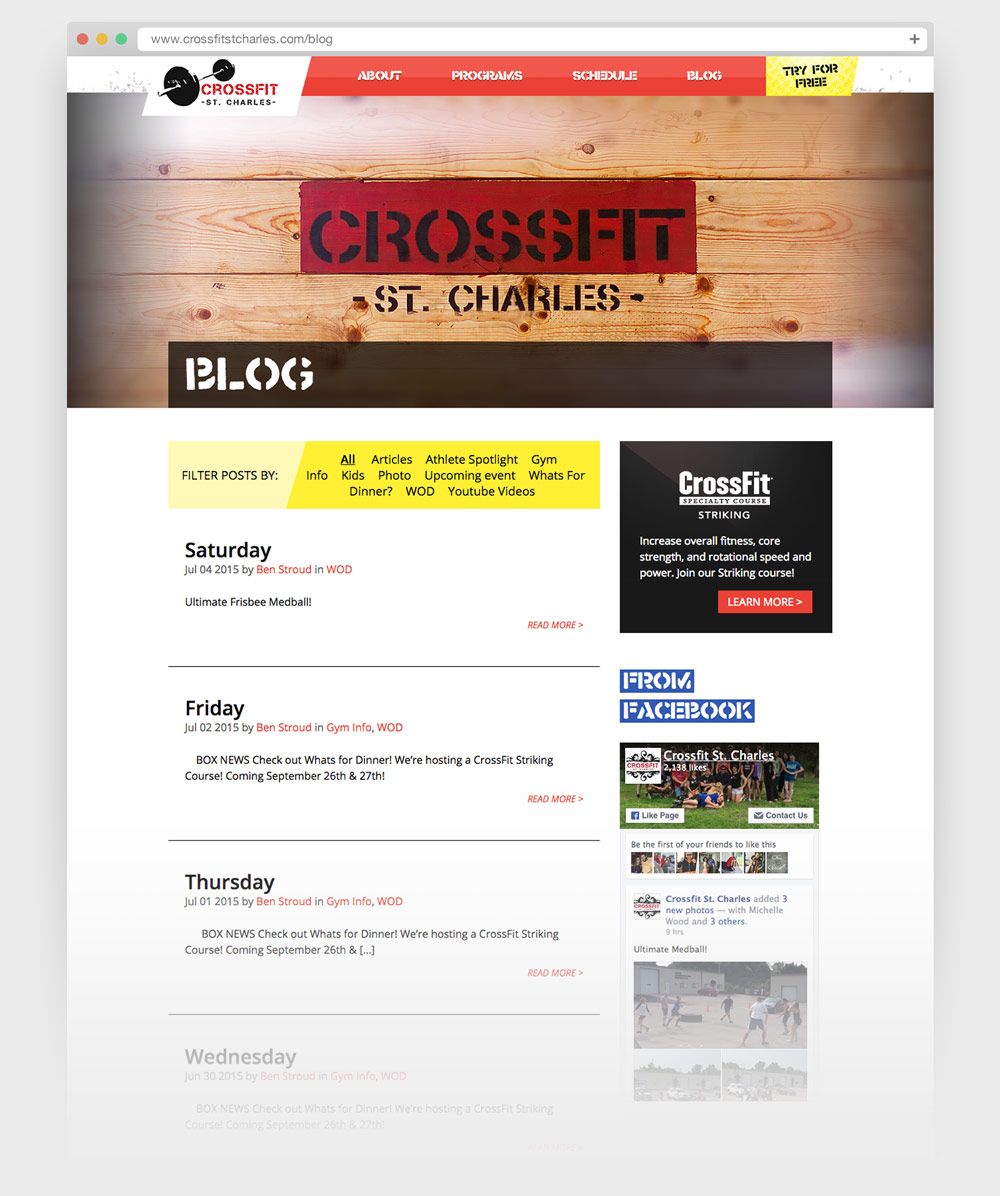 www.crossfitstcharles.com/blog
CROSSFIT
-ST. CHARLES-
ABOUT
PROGRAMS
SCHEDULE
BLOG
TRY FOR
FREE
CROSSFIT
- ST. CHARLES -
BLOG
FILTER POSTS BY:
All Articles Athlete Spotlight Gym
Info Kids Photo Upcoming event Whats For
Dinner? WOD Youtube Videos
Saturday
Jul 04 2015 by Ben Stroud in WOD
Ultimate Frisbee Medball!
READ MORE >
Friday
Jul 02 2015 by Ben Stroud in Gym Info, WOD
BOX NEWS Check out Whats for Dinner! We're hosting a CrossFit Striking
Course! Coming September 26th & 27th!
READ MORE >
Thursday
Jul 01 2015 by Ben Stroud in Gym Info, WOD
BOX NEWS Check out Whats for Dinner! We're hosting a CrossFit Striking
Course! Coming September 26th & [...]
READ MORE >
Wednesday
Jun 30 2015 by Ben Stroud in Gym Info, WOD
BOX NEWS Check out Whats for Dinner! We're hosting a CrossFit Striking
Course! Coming September 26th & 27th!
READ MORE >
CrossFit
SPECIALTY COURSE
STRIKING
Increase overall fitness, core
strength, and rotational speed and
power. Join our Striking course!
LEARN MORE >
FROM
FACEBOOK
CROSSFIT
Crossfit St. Charles
2,138 likes
Like Page
Contact Us
Be the first of your friends to like this
CROSSFIT
Crossfit St. Charles added 3
new photos — with Michelle
Wood and 3 others.
9 hrs
Ultimate Medball!